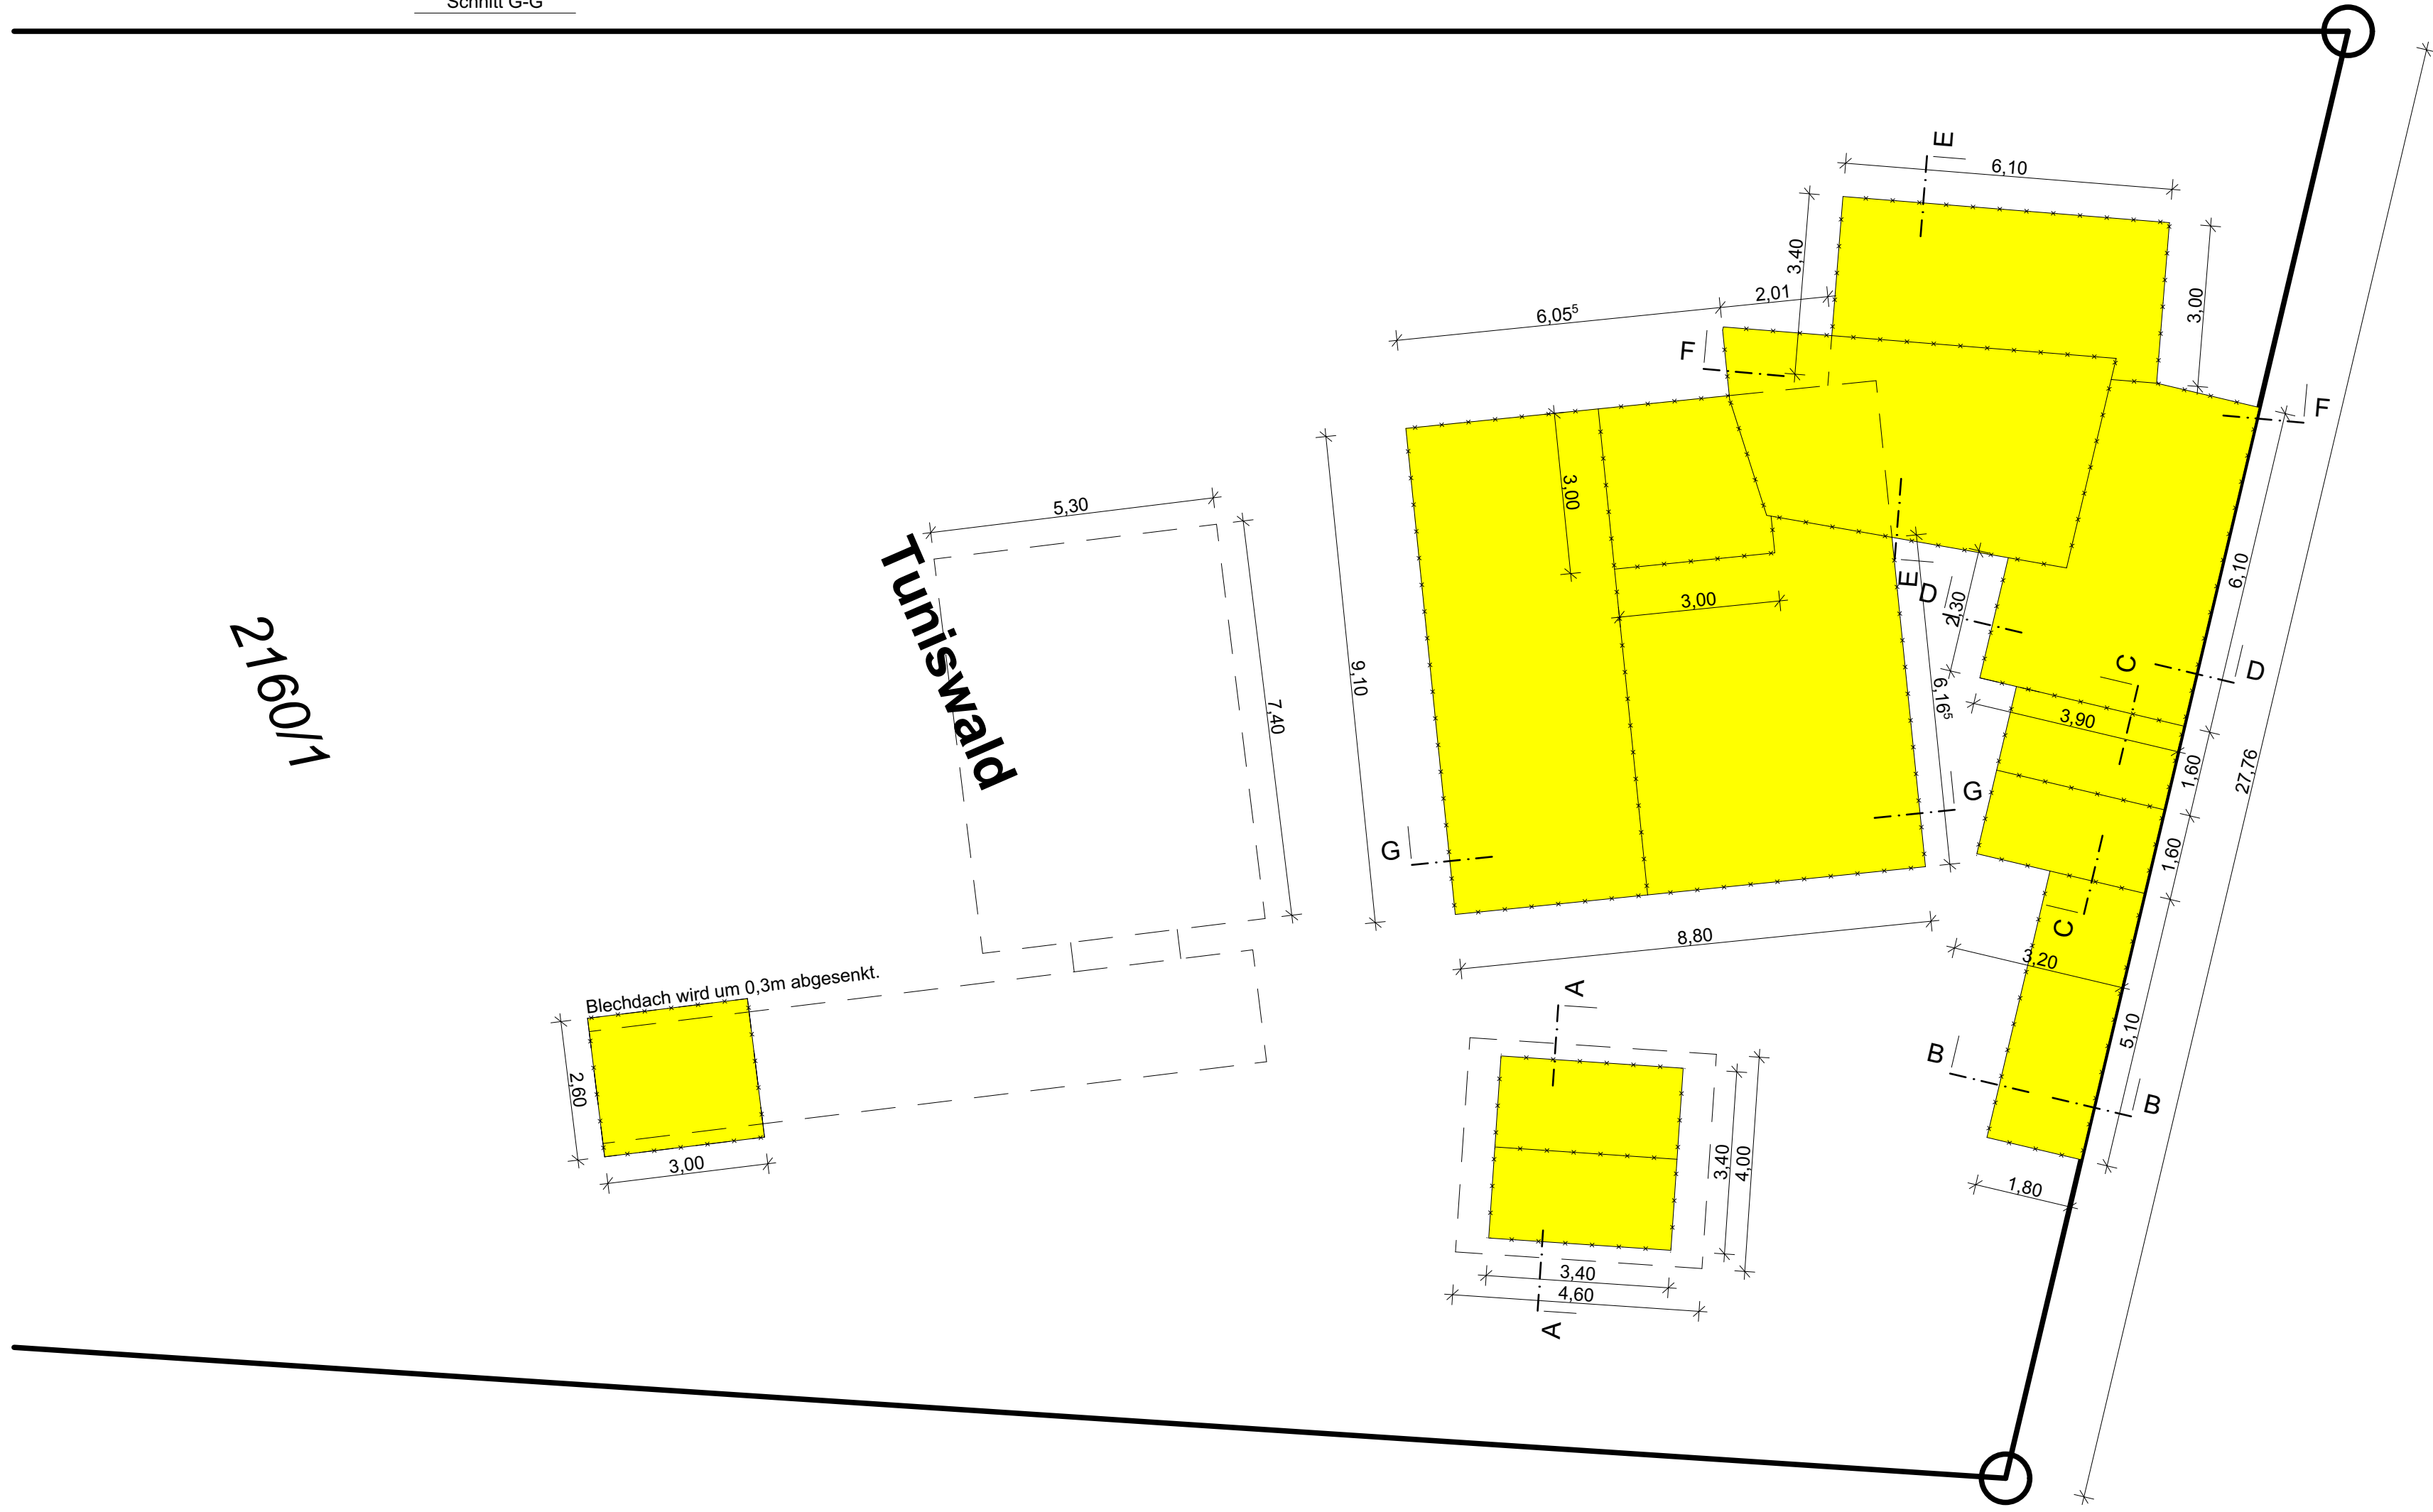 Schnitt G-G
E
6,10
3,40
3,00
2,01
6,05⁵
F
F
3,00
5,30
Tuniswald
2160/1
7,40
9,10
3,00
E
D
2,30
6,10
6,16⁵
C
D
3,90
1,60
27,76
G
G
1,60
C
8,80
3,20
Blechdach wird um 0,3m abgesenkt.
A
5,10
B
B
2,60
3,00
3,40
4,00
1,80
3,40
4,60
A